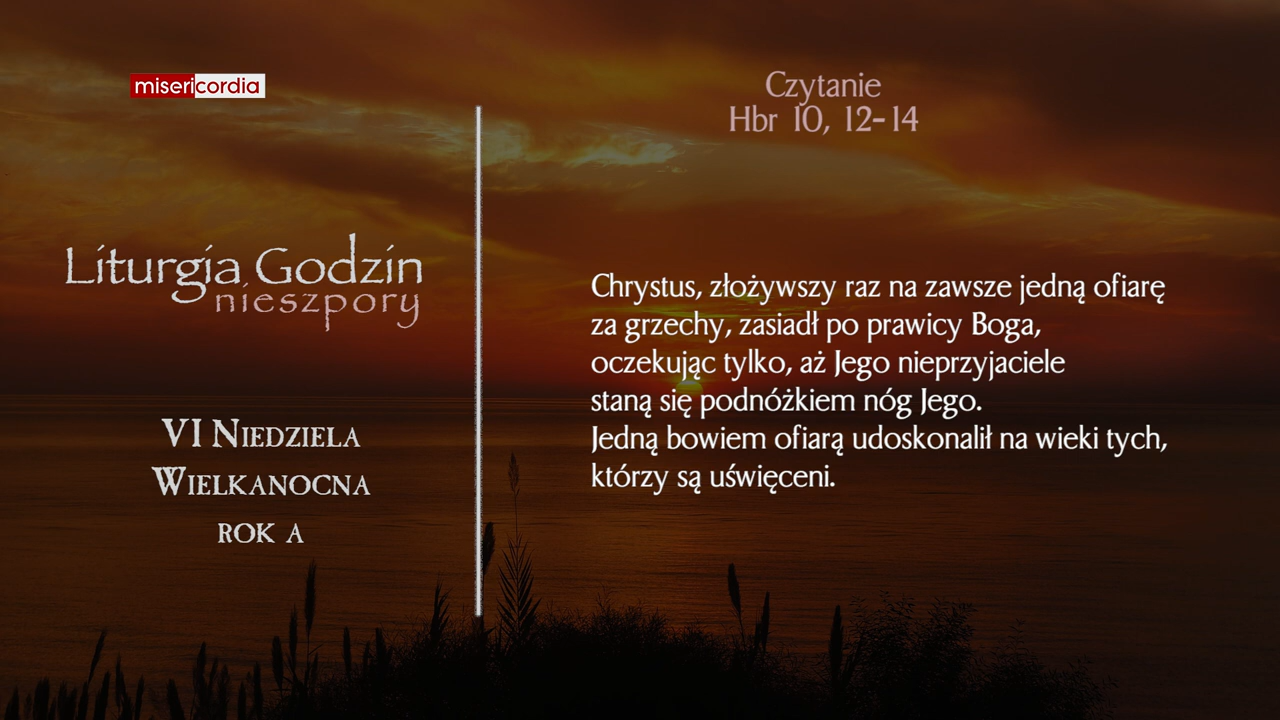 misericordia
Liturgia Godzin
nieszpory
VI Niedziela
Wielkanocna
rok A
Czytanie
Hbr 10, 12-14
Chrystus, złożywszy raz na zawsze jedną ofiarę
za grzechy, zasiadł po prawicy Boga,
oczekując tylko, aż Jego nieprzyjaciele
staną się podnóżkiem nóg Jego.
Jedną bowiem ofiarą udoskonalił na wieki tych,
którzy są uświęceni.